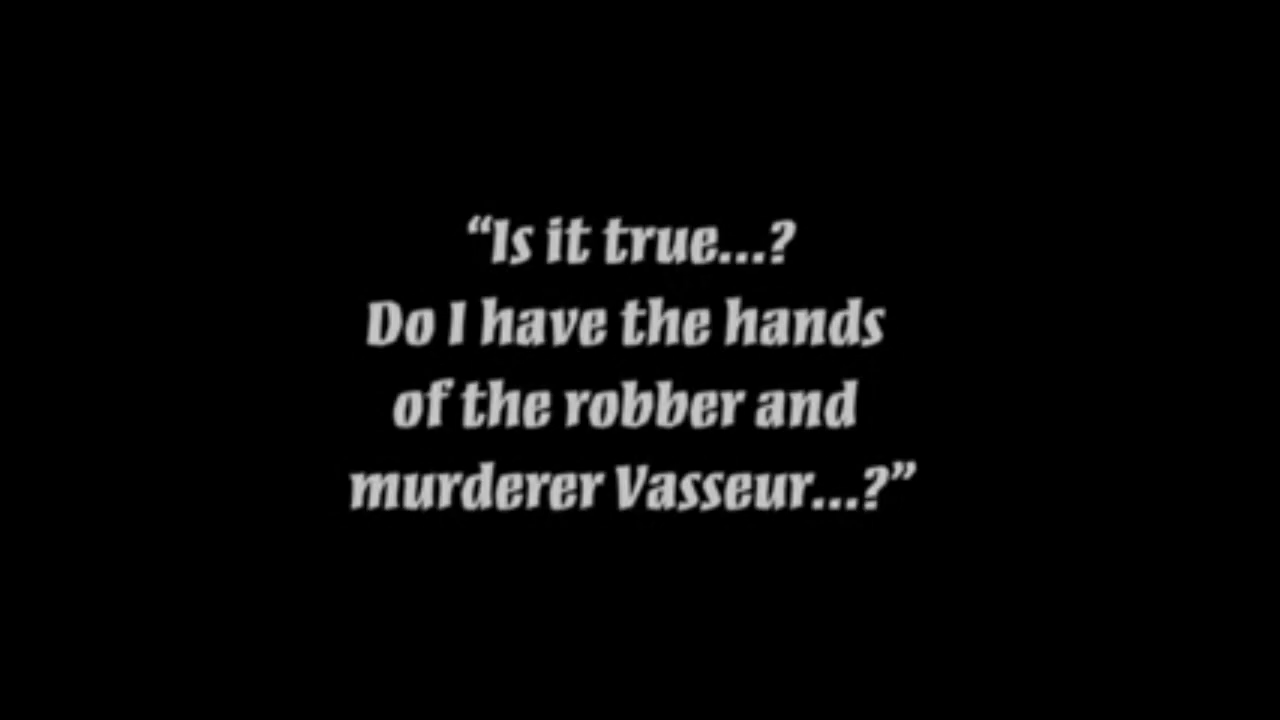 “Is it true...?
Do I have the hands
of the robber and
murderer Vasseur...?”